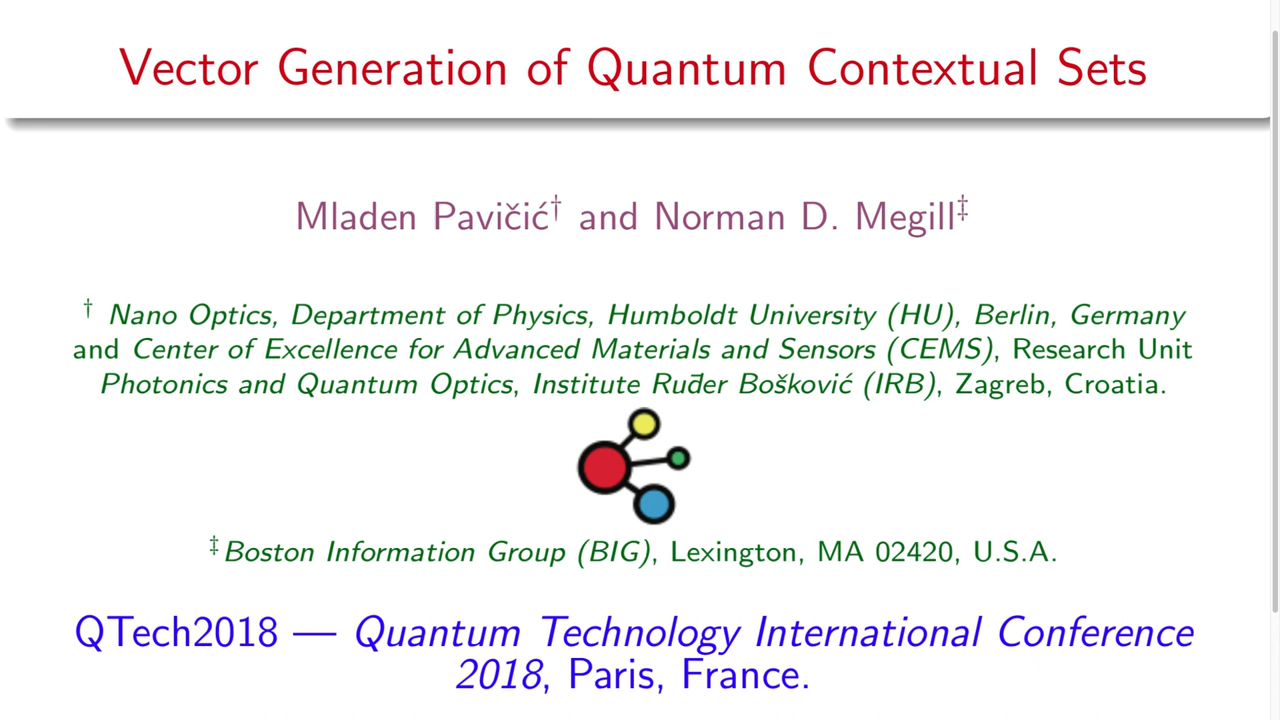 Vector Generation of Quantum Contextual Sets
Mladen Pavičić† and Norman D. Megill‡
† Nano Optics, Department of Physics, Humboldt University (HU), Berlin, Germany
and Center of Excellence for Advanced Materials and Sensors (CEMS), Research Unit
Photonics and Quantum Optics, Institute Ruđer Bošković (IRB), Zagreb, Croatia.
‡Boston Information Group (BIG), Lexington, MA 02420, U.S.A.
QTech2018 — Quantum Technology International Conference
2018, Paris, France.